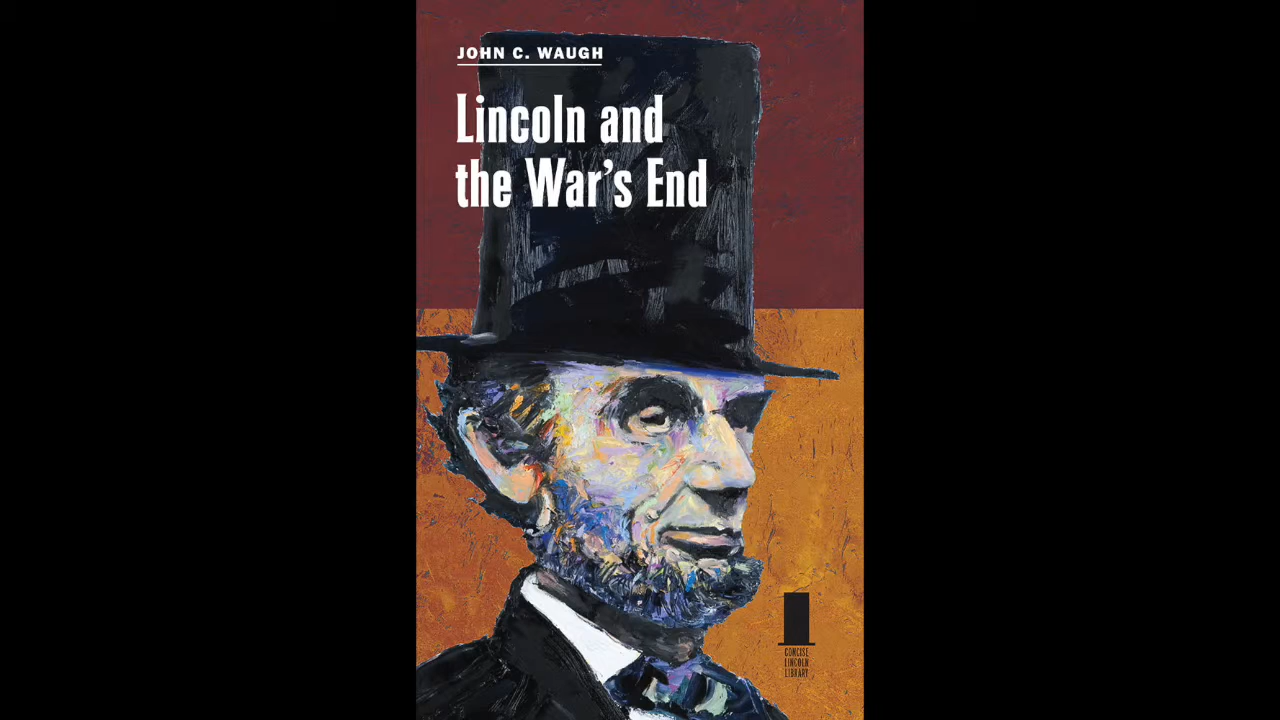 JOHN C. WAUGH
Lincoln and
the War's End
CONCISE
LINCOLN
LIBRARY